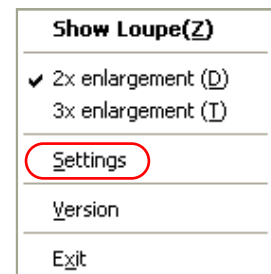 Show Loupe(Z)
2x enlargement (D)
3x enlargement (T)
Settings
Version
Exit